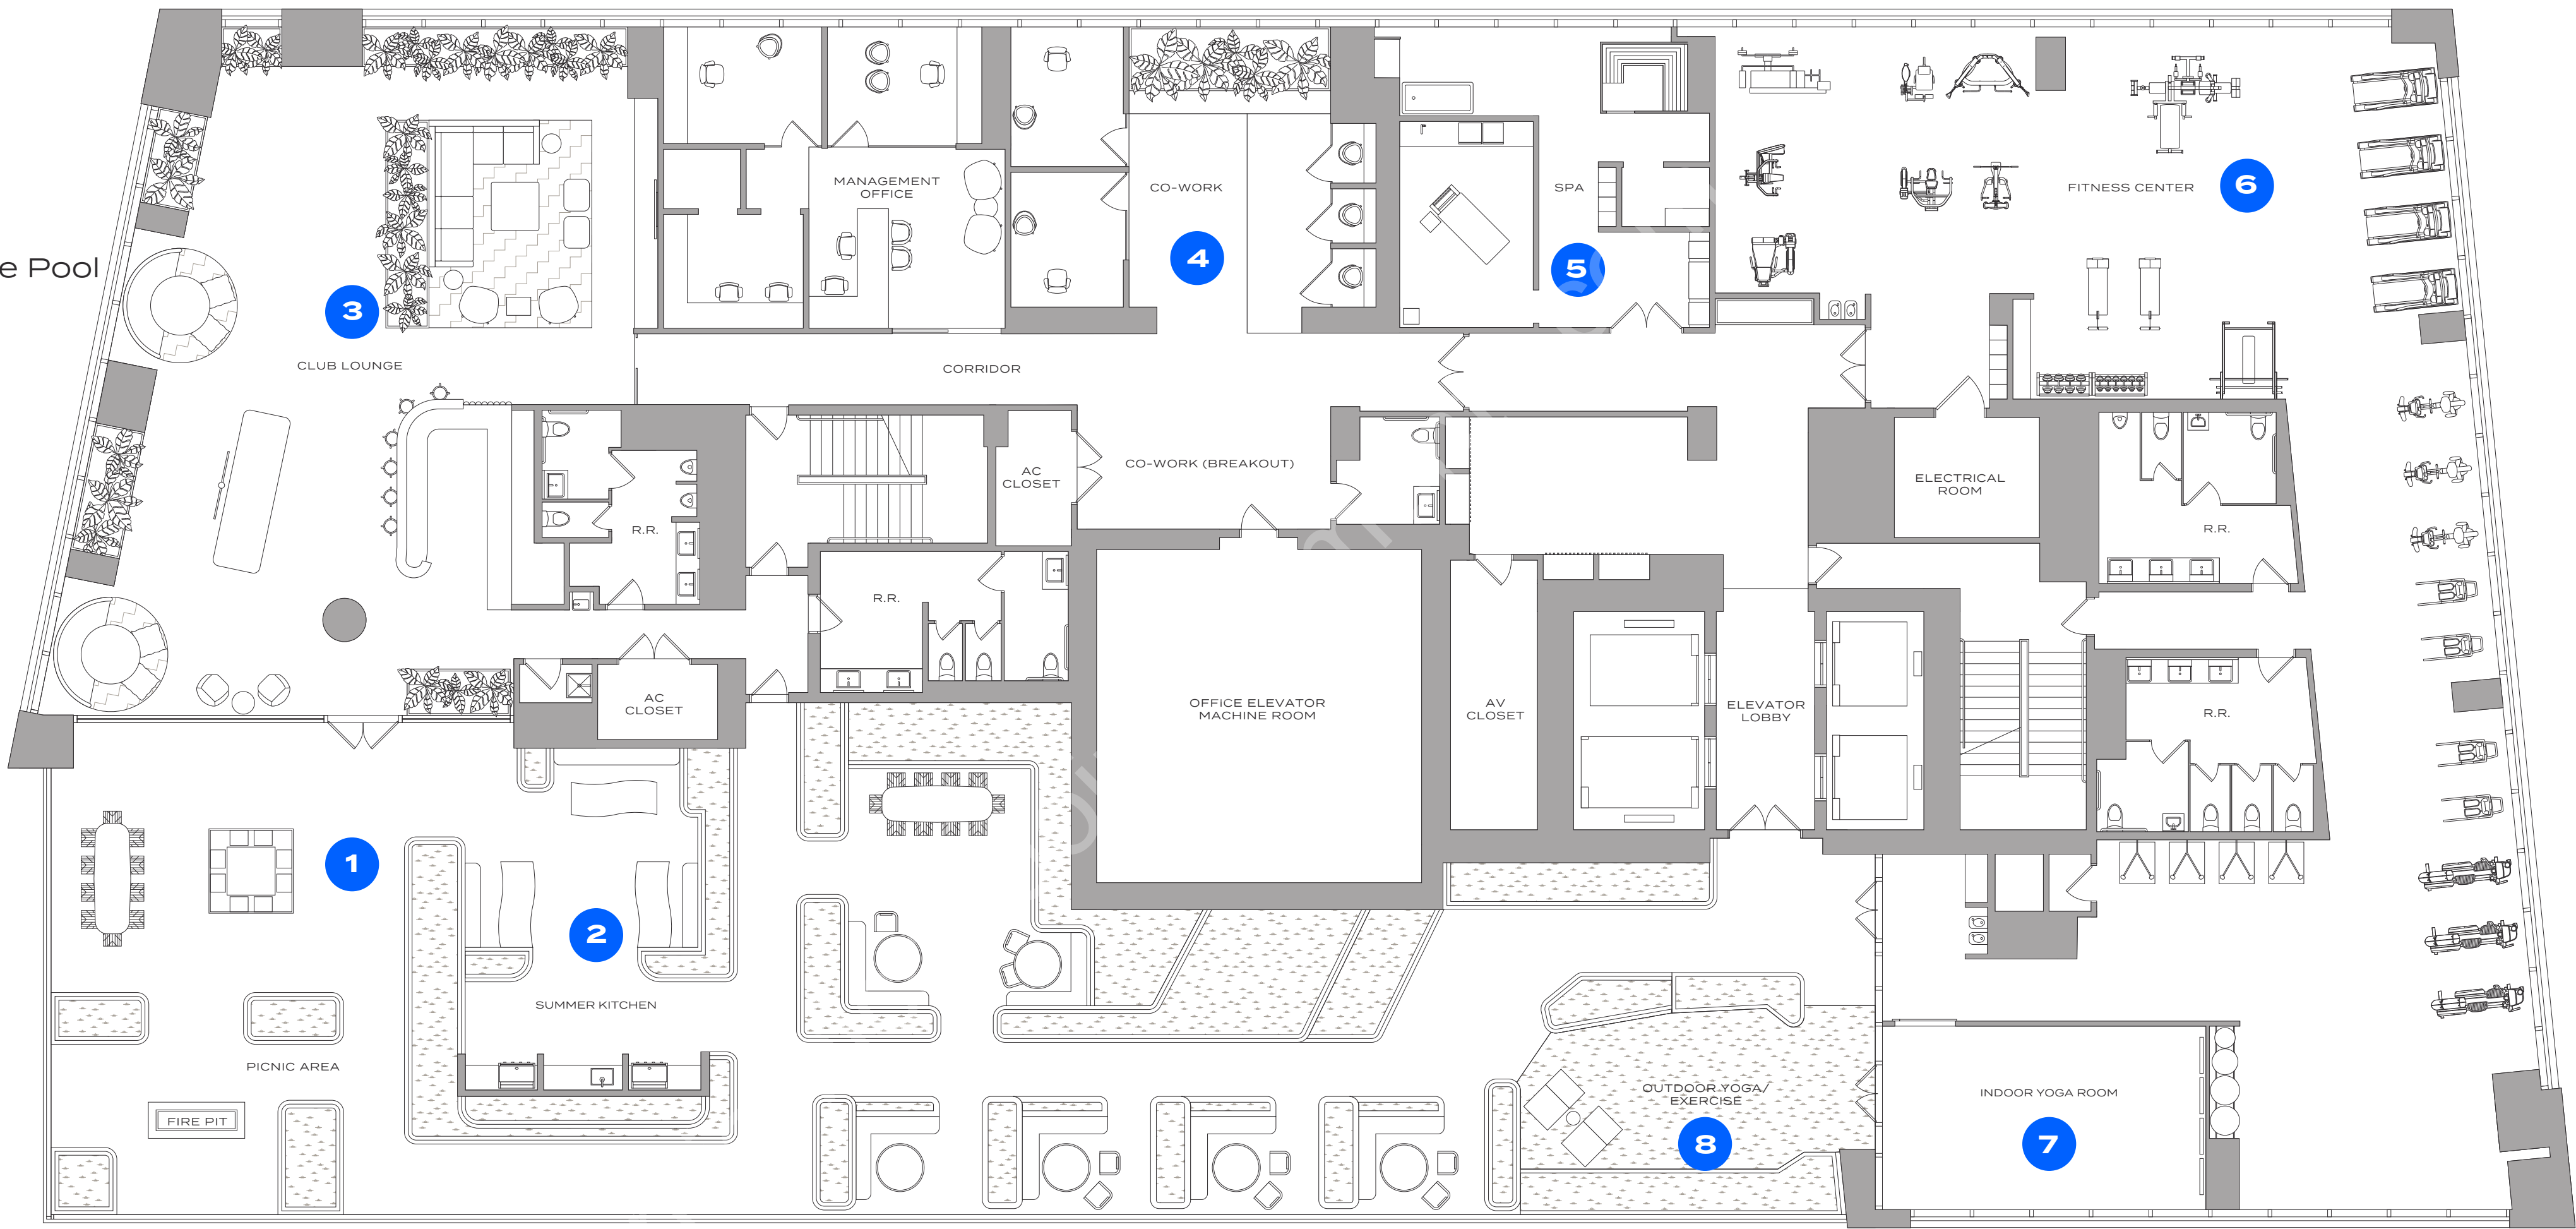 e Pool
MANAGEMENT
OFFICE
CO-WORK
4
SPA
5
FITNESS CENTER
6
3
CLUB LOUNGE
CORRIDOR
AC
CLOSET
CO-WORK (BREAKOUT)
ELECTRICAL
ROOM
R.R.
R.R.
R.R.
AC
CLOSET
OFFICE ELEVATOR
MACHINE ROOM
AV
CLOSET
ELEVATOR
LOBBY
R.R.
1
2
SUMMER KITCHEN
PICNIC AREA
FIRE PIT
OUTDOOR YOGA/
EXERCISE
8
INDOOR YOGA ROOM
7